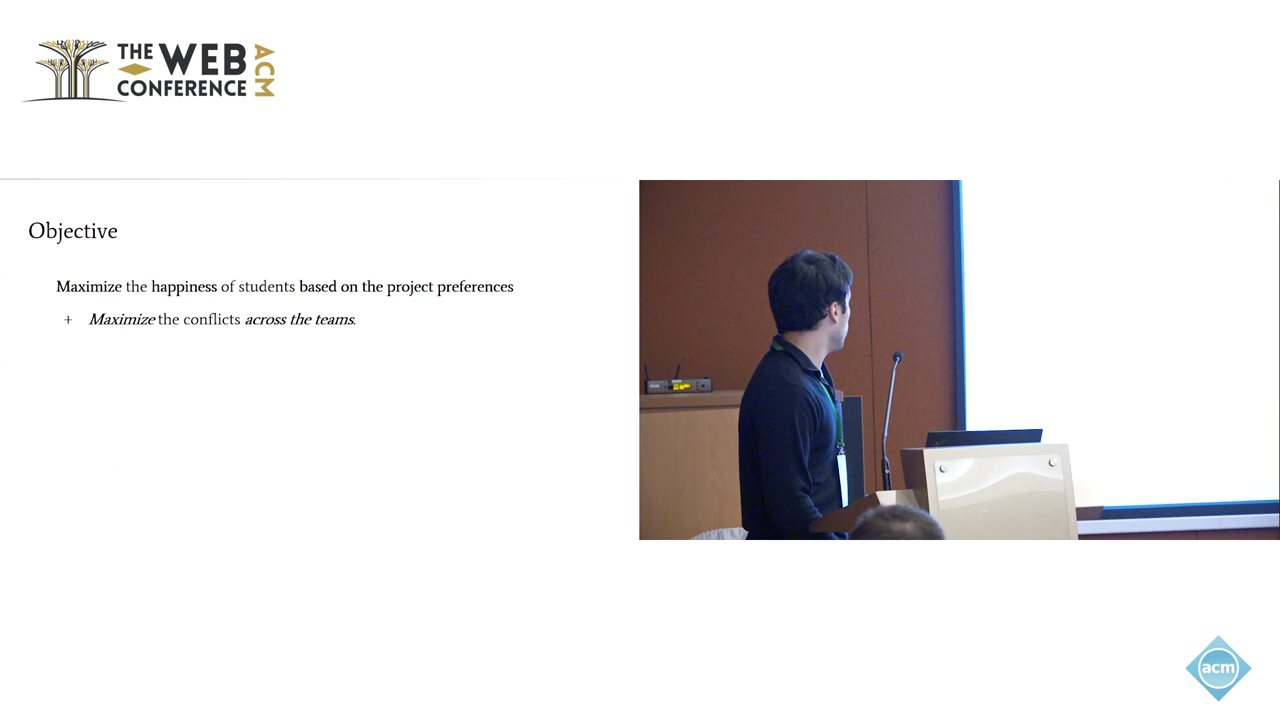 THE WEB
CONFERENCE
ACM
Objective
Maximize the happiness of students based on the project preferences
+ Maximize the conflicts across the teams.
acm